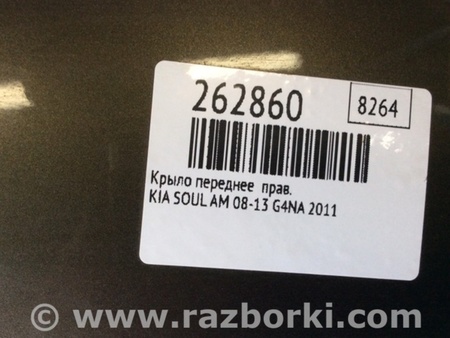 262860
8264
Крыло переднее прав.
KIA SOUL AM 08-13 G4NA 2011
© www.razborki.com